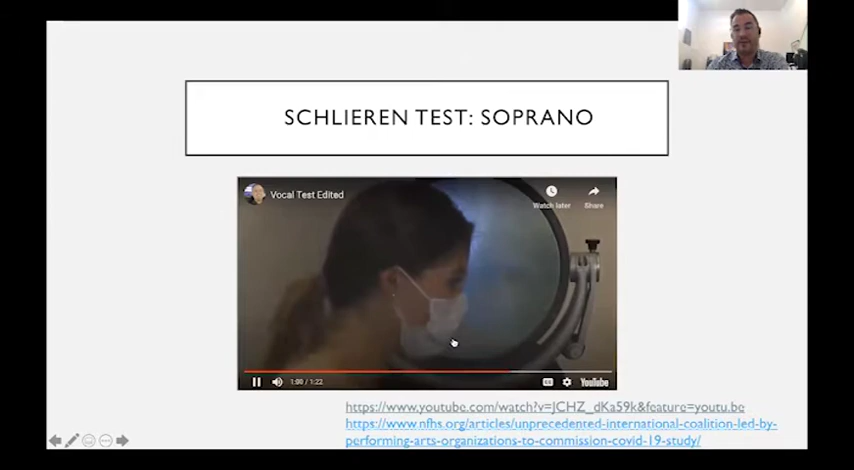 SCHLIEREN TEST: SOPRANO
Vocal Test Edited
Watch later
Share
1:00 / 1:22
CC
YouTube
https://www.youtube.com/watch?v=JCHZ_dKa59k&feature=youtu.be
https://www.nfhs.org/articles/unprecedented-international-coalition-led-by-
performing-arts-organizations-to-commission-covid-19-study/